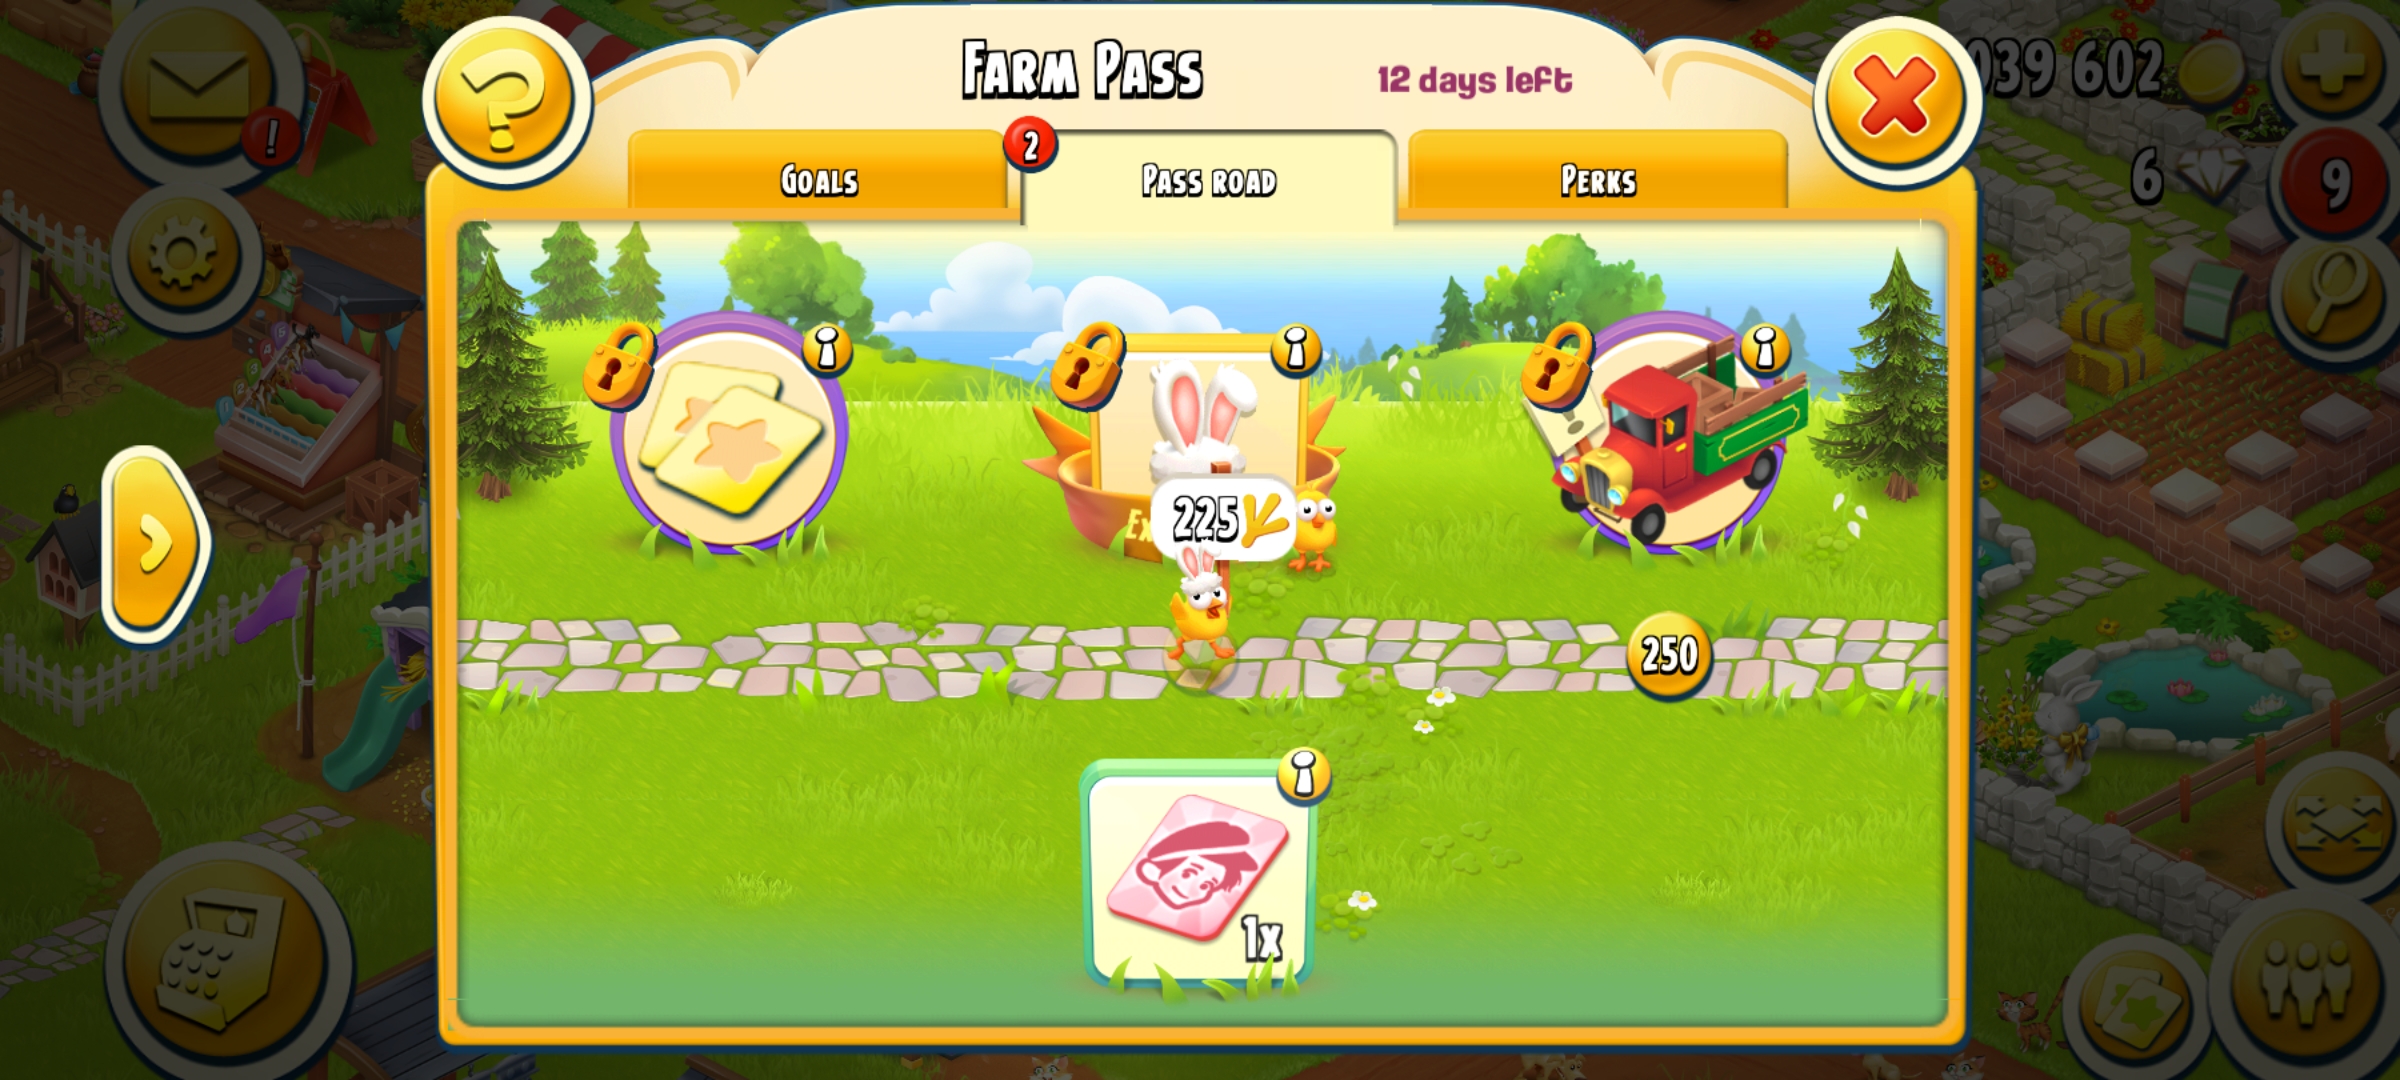 FARM PASS
12 days left
039 602
6
9
!
2
GOALS
PASS ROAD
PERKS
225
250
1x